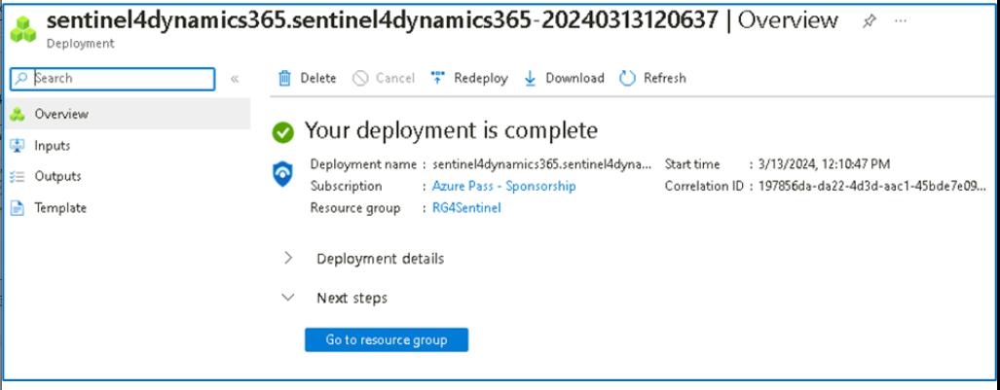 sentinel4dynamics365.sentinel4dynamics365-20240313120637 | Overview
Deployment
Search
Delete Cancel Redeploy Download Refresh
Overview
Inputs
Outputs
Template
Your deployment is complete
Deployment name : sentinel4dynamics365.sentinel4dyna... Start time : 3/13/2024, 12:10:47 PM
Subscription : Azure Pass - Sponsorship Correlation ID : 197856da-da22-4d3d-aac1-45bde7e09...
Resource group : RG4Sentinel
Deployment details
Next steps
Go to resource group